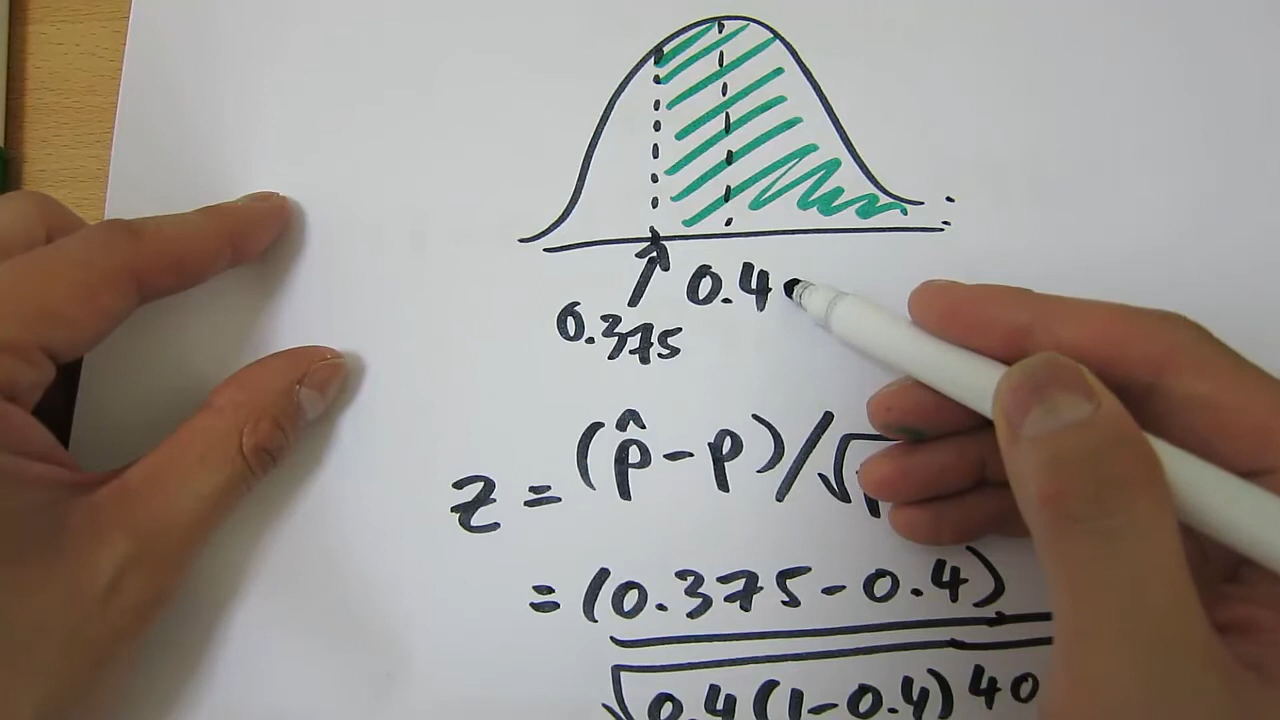 0.4
0.375
z = (p̂ - p)/√
= (0.375 - 0.4)
√0.4(1-0.4) 40